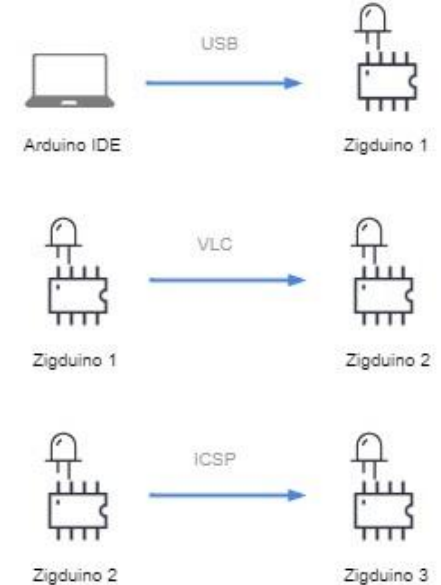 USB
Arduino IDE
Zigduino 1
VLC
Zigduino 1
Zigduino 2
ICSP
Zigduino 2
Zigduino 3